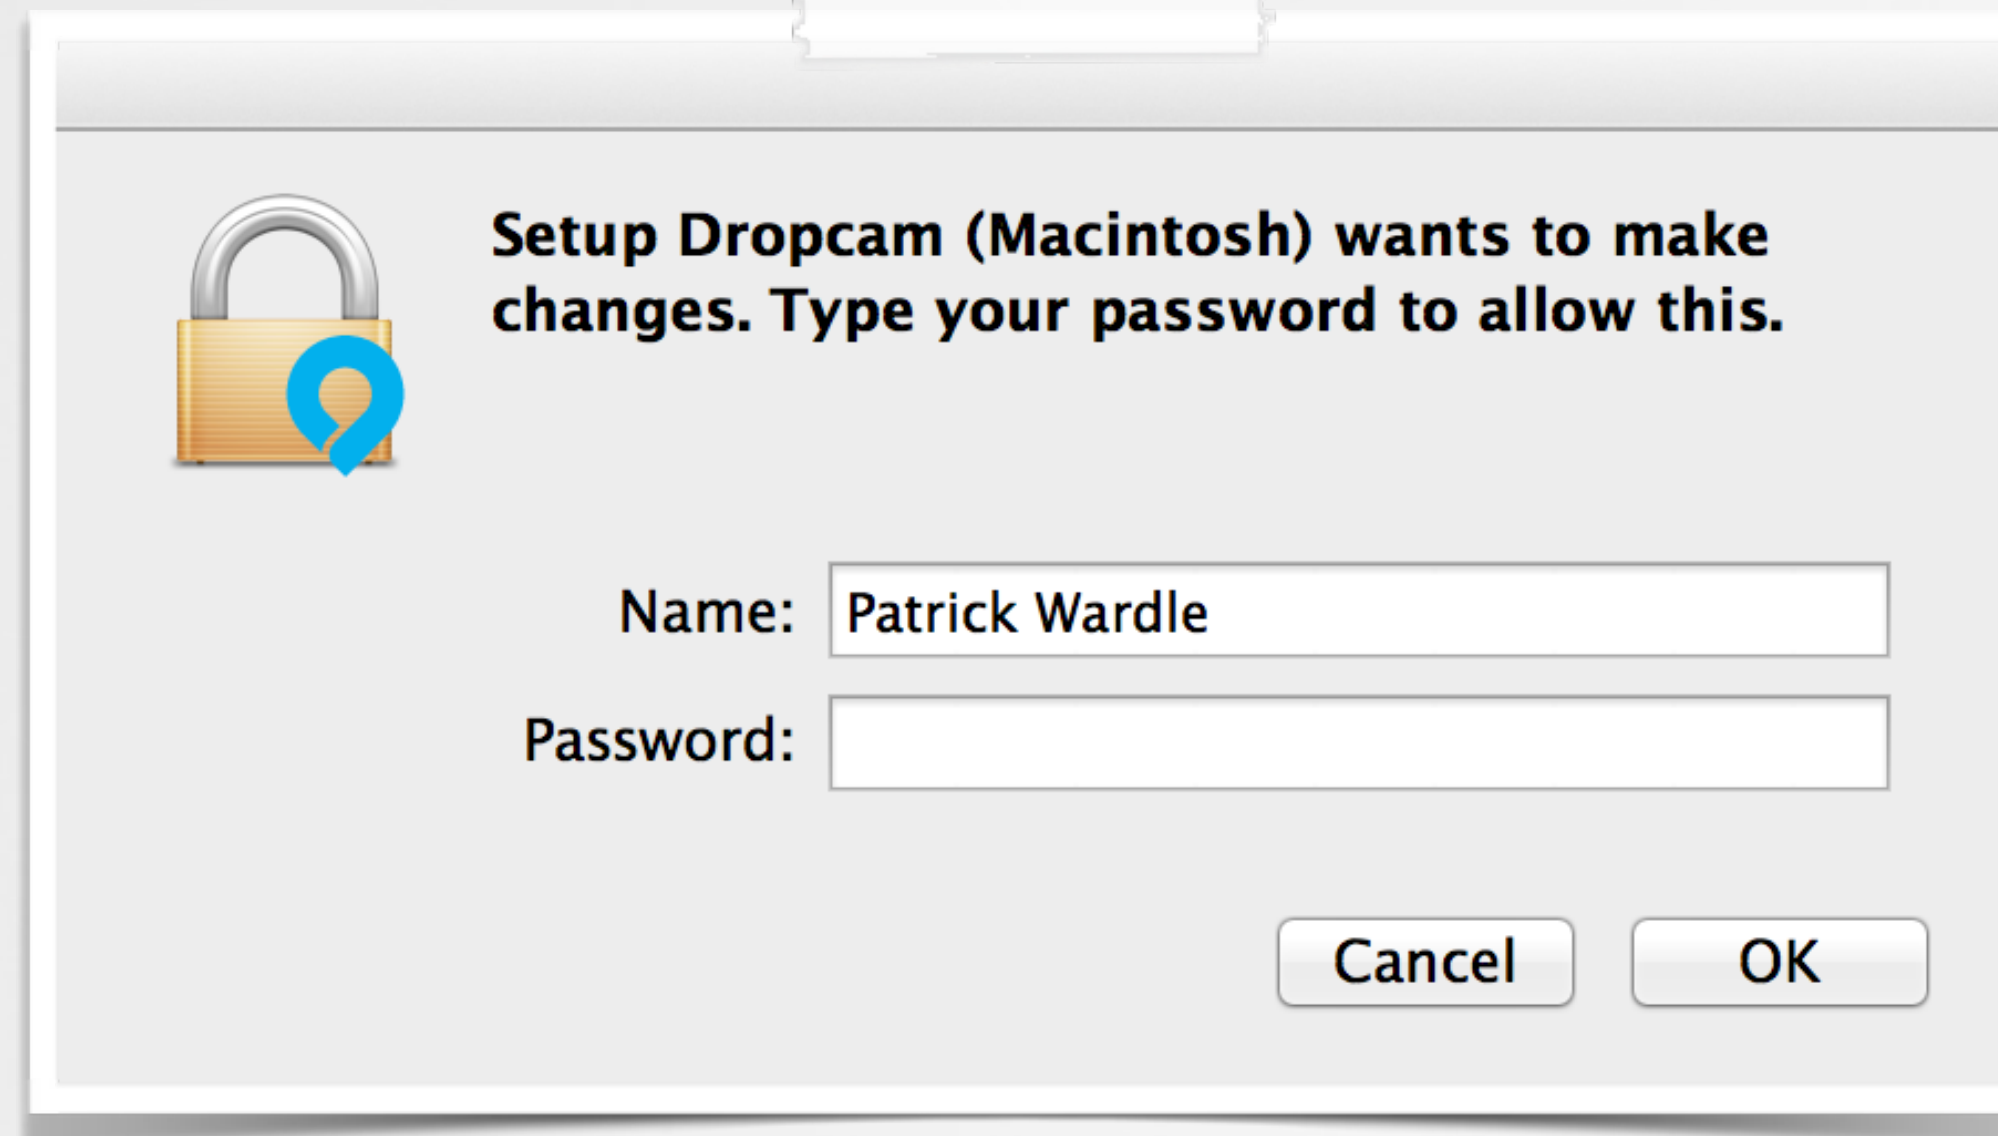 Setup Dropcam (Macintosh) wants to make
changes. Type your password to allow this.
Name: Patrick Wardle
Password:
Cancel OK